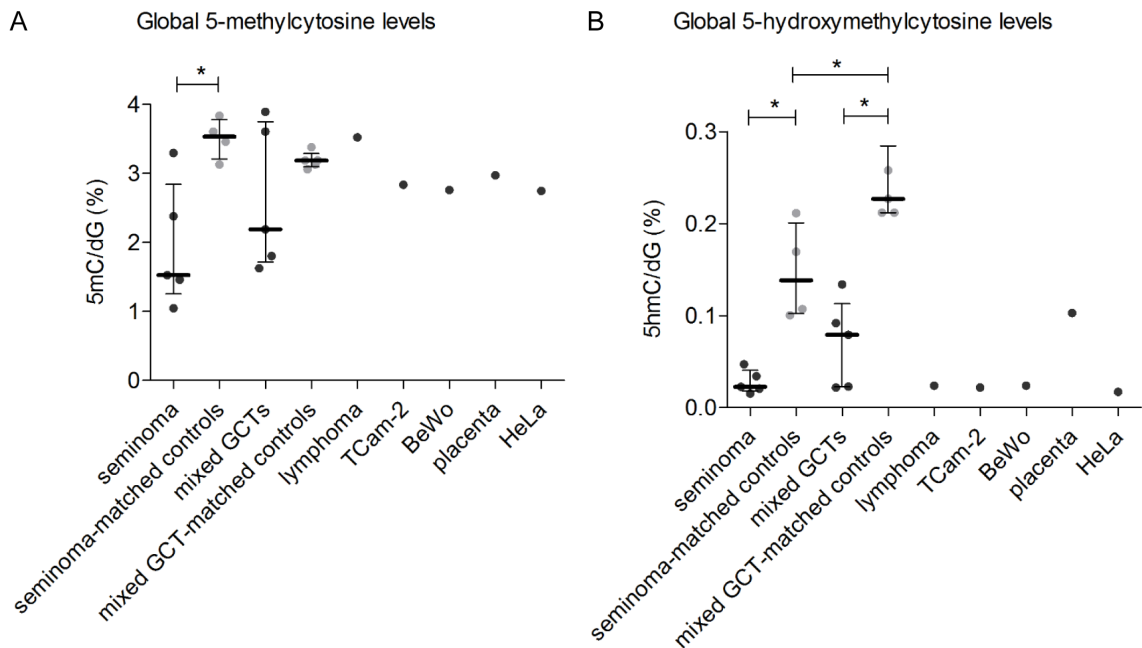 A
Global 5-methylcytosine levels
*
5mC/dG (%)
4
3
2
1
0
seminoma
seminoma-matched controls
mixed GCTs
mixed GCT-matched controls
lymphoma
TCam-2
BeWo
placenta
HeLa
B
Global 5-hydroxymethylcytosine levels
*
*
*
5hmC/dG (%)
0.3
0.2
0.1
0.0
seminoma
seminoma-matched controls
mixed GCTs
mixed GCT-matched controls
lymphoma
TCam-2
BeWo
placenta
HeLa